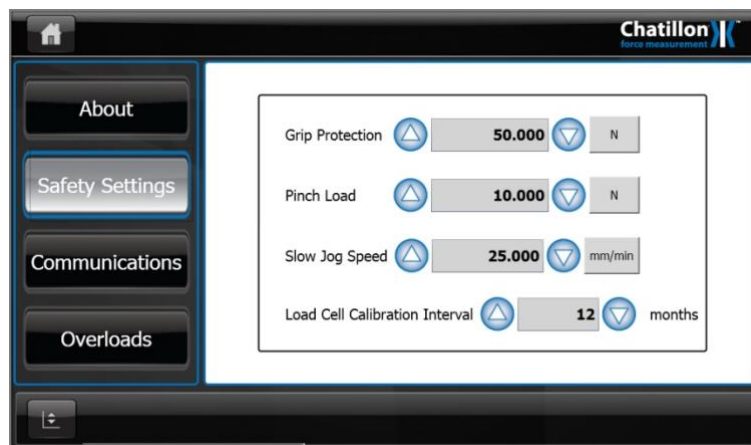 Chatillon
force measurement
About
Safety Settings
Communications
Overloads
Grip Protection 50.000 N
Pinch Load 10.000 N
Slow Jog Speed 25.000 mm/min
Load Cell Calibration Interval 12 months